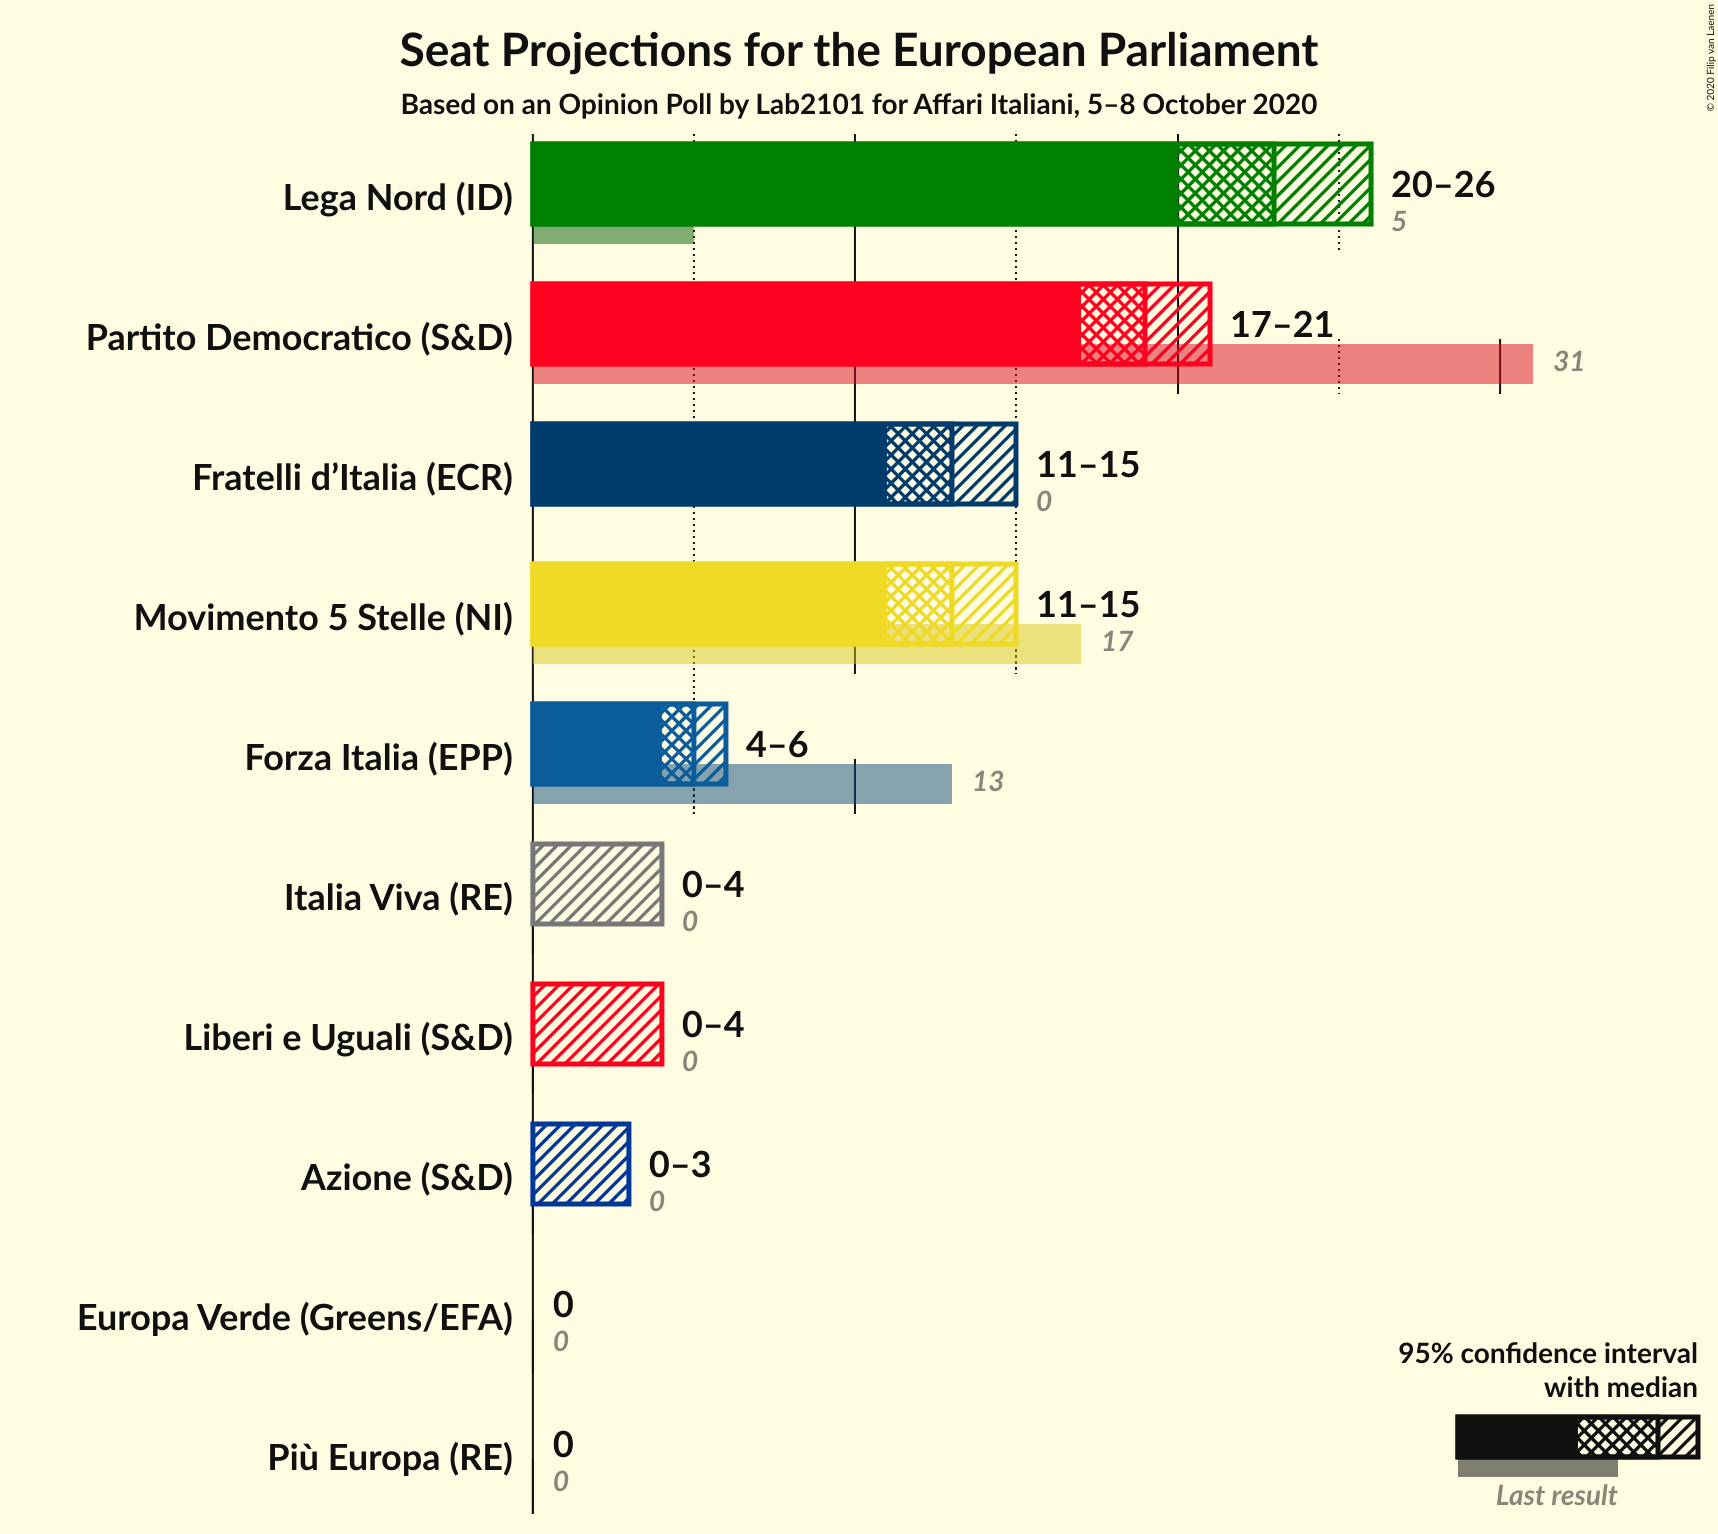 Seat Projections for the European Parliament
Based on an Opinion Poll by Lab2101 for Affari Italiani, 5–8 October 2020
© 2020 Filip van Laenen
Lega Nord (ID)
20–26
5
Partito Democratico (S&D)
17–21
31
Fratelli d’Italia (ECR)
11–15
0
Movimento 5 Stelle (NI)
11–15
17
Forza Italia (EPP)
4–6
13
Italia Viva (RE)
0–4
0
Liberi e Uguali (S&D)
0–4
0
Azione (S&D)
0–3
0
Europa Verde (Greens/EFA)
0
0
Più Europa (RE)
0
0
95% confidence interval
with median
Last result